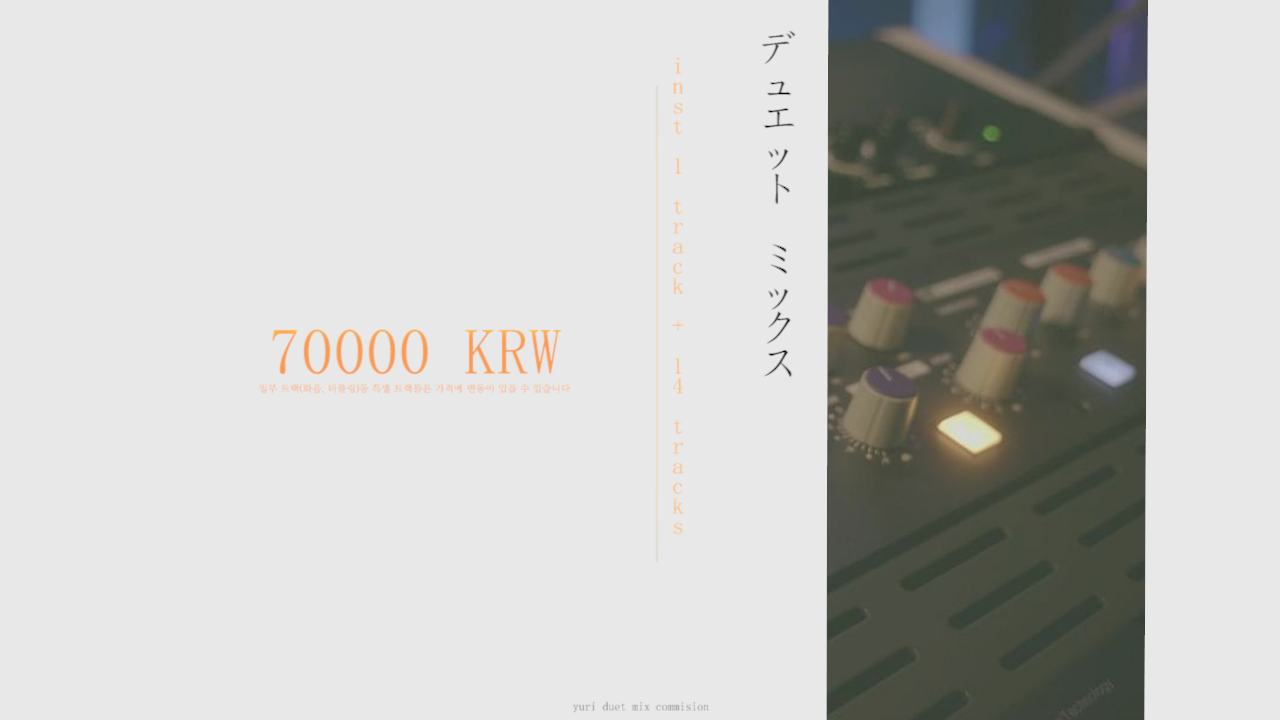 デュエット ミックス
inst 1 track + 14 tracks
70000 KRW
일부 트랙(화음, 더블링)등 특별 트랙들은 가격에 변동이 있을 수 있습니다
yuri duet mix commision
Technology